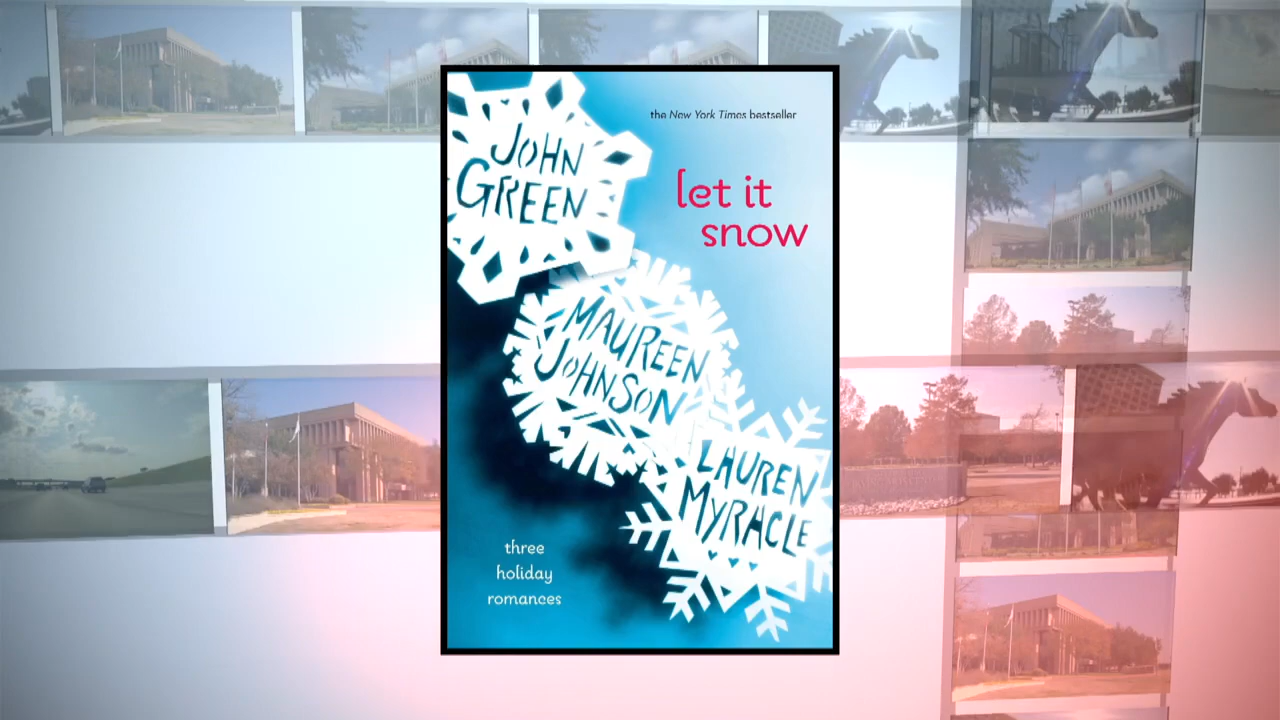 JOHN
GREEN
the New York Times bestseller
let it
snow
MAUREEN
JOHNSON
LAUREN
MYRACLE
three
holiday
romances